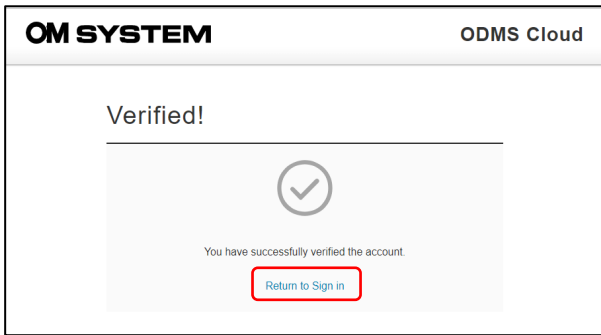 OM SYSTEM
ODMS Cloud
Verified!
You have successfully verified the account.
Return to Sign in